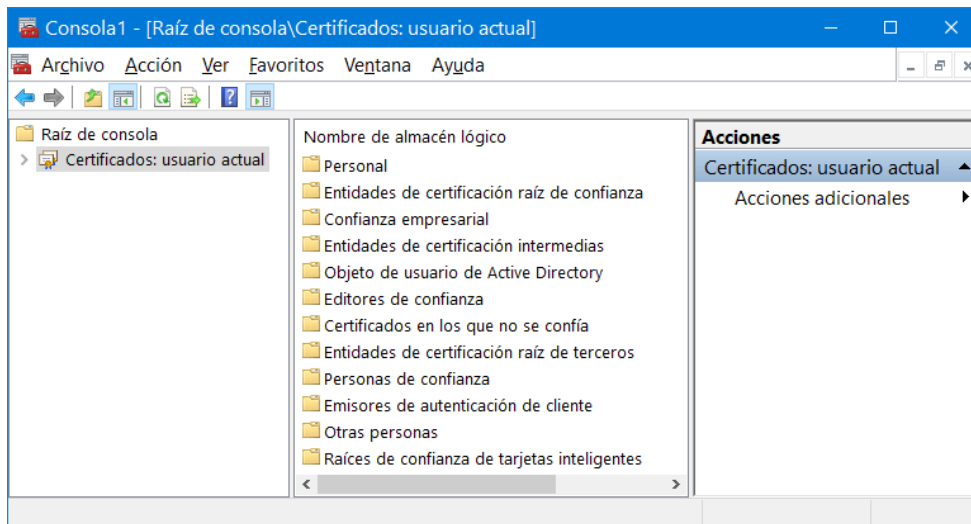 Consola1 - [Raíz de consola\Certificados: usuario actual]
Archivo Acción Ver Favoritos Ventana Ayuda
Raíz de consola
Certificados: usuario actual
Nombre de almacén lógico
Personal
Entidades de certificación raíz de confianza
Confianza empresarial
Entidades de certificación intermedias
Objeto de usuario de Active Directory
Editores de confianza
Certificados en los que no se confía
Entidades de certificación raíz de terceros
Personas de confianza
Emisores de autenticación de cliente
Otras personas
Raíces de confianza de tarjetas inteligentes
Acciones
Certificados: usuario actual
Acciones adicionales